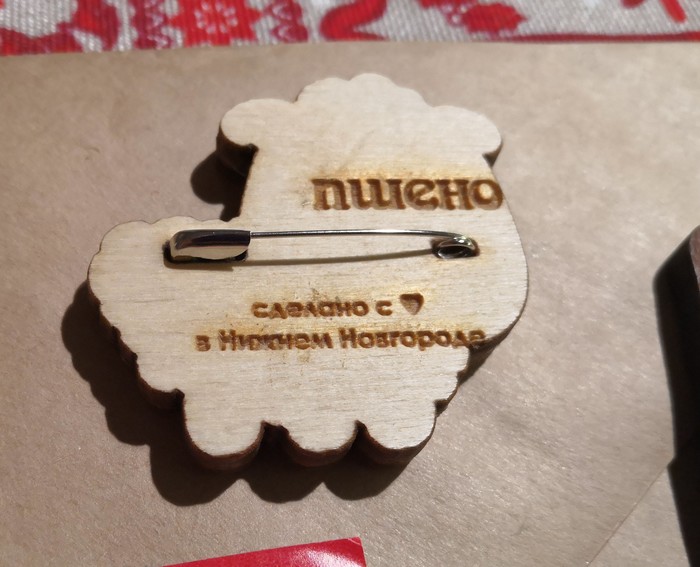 пшено
сделано с ♥
в Нижнем Новгороде